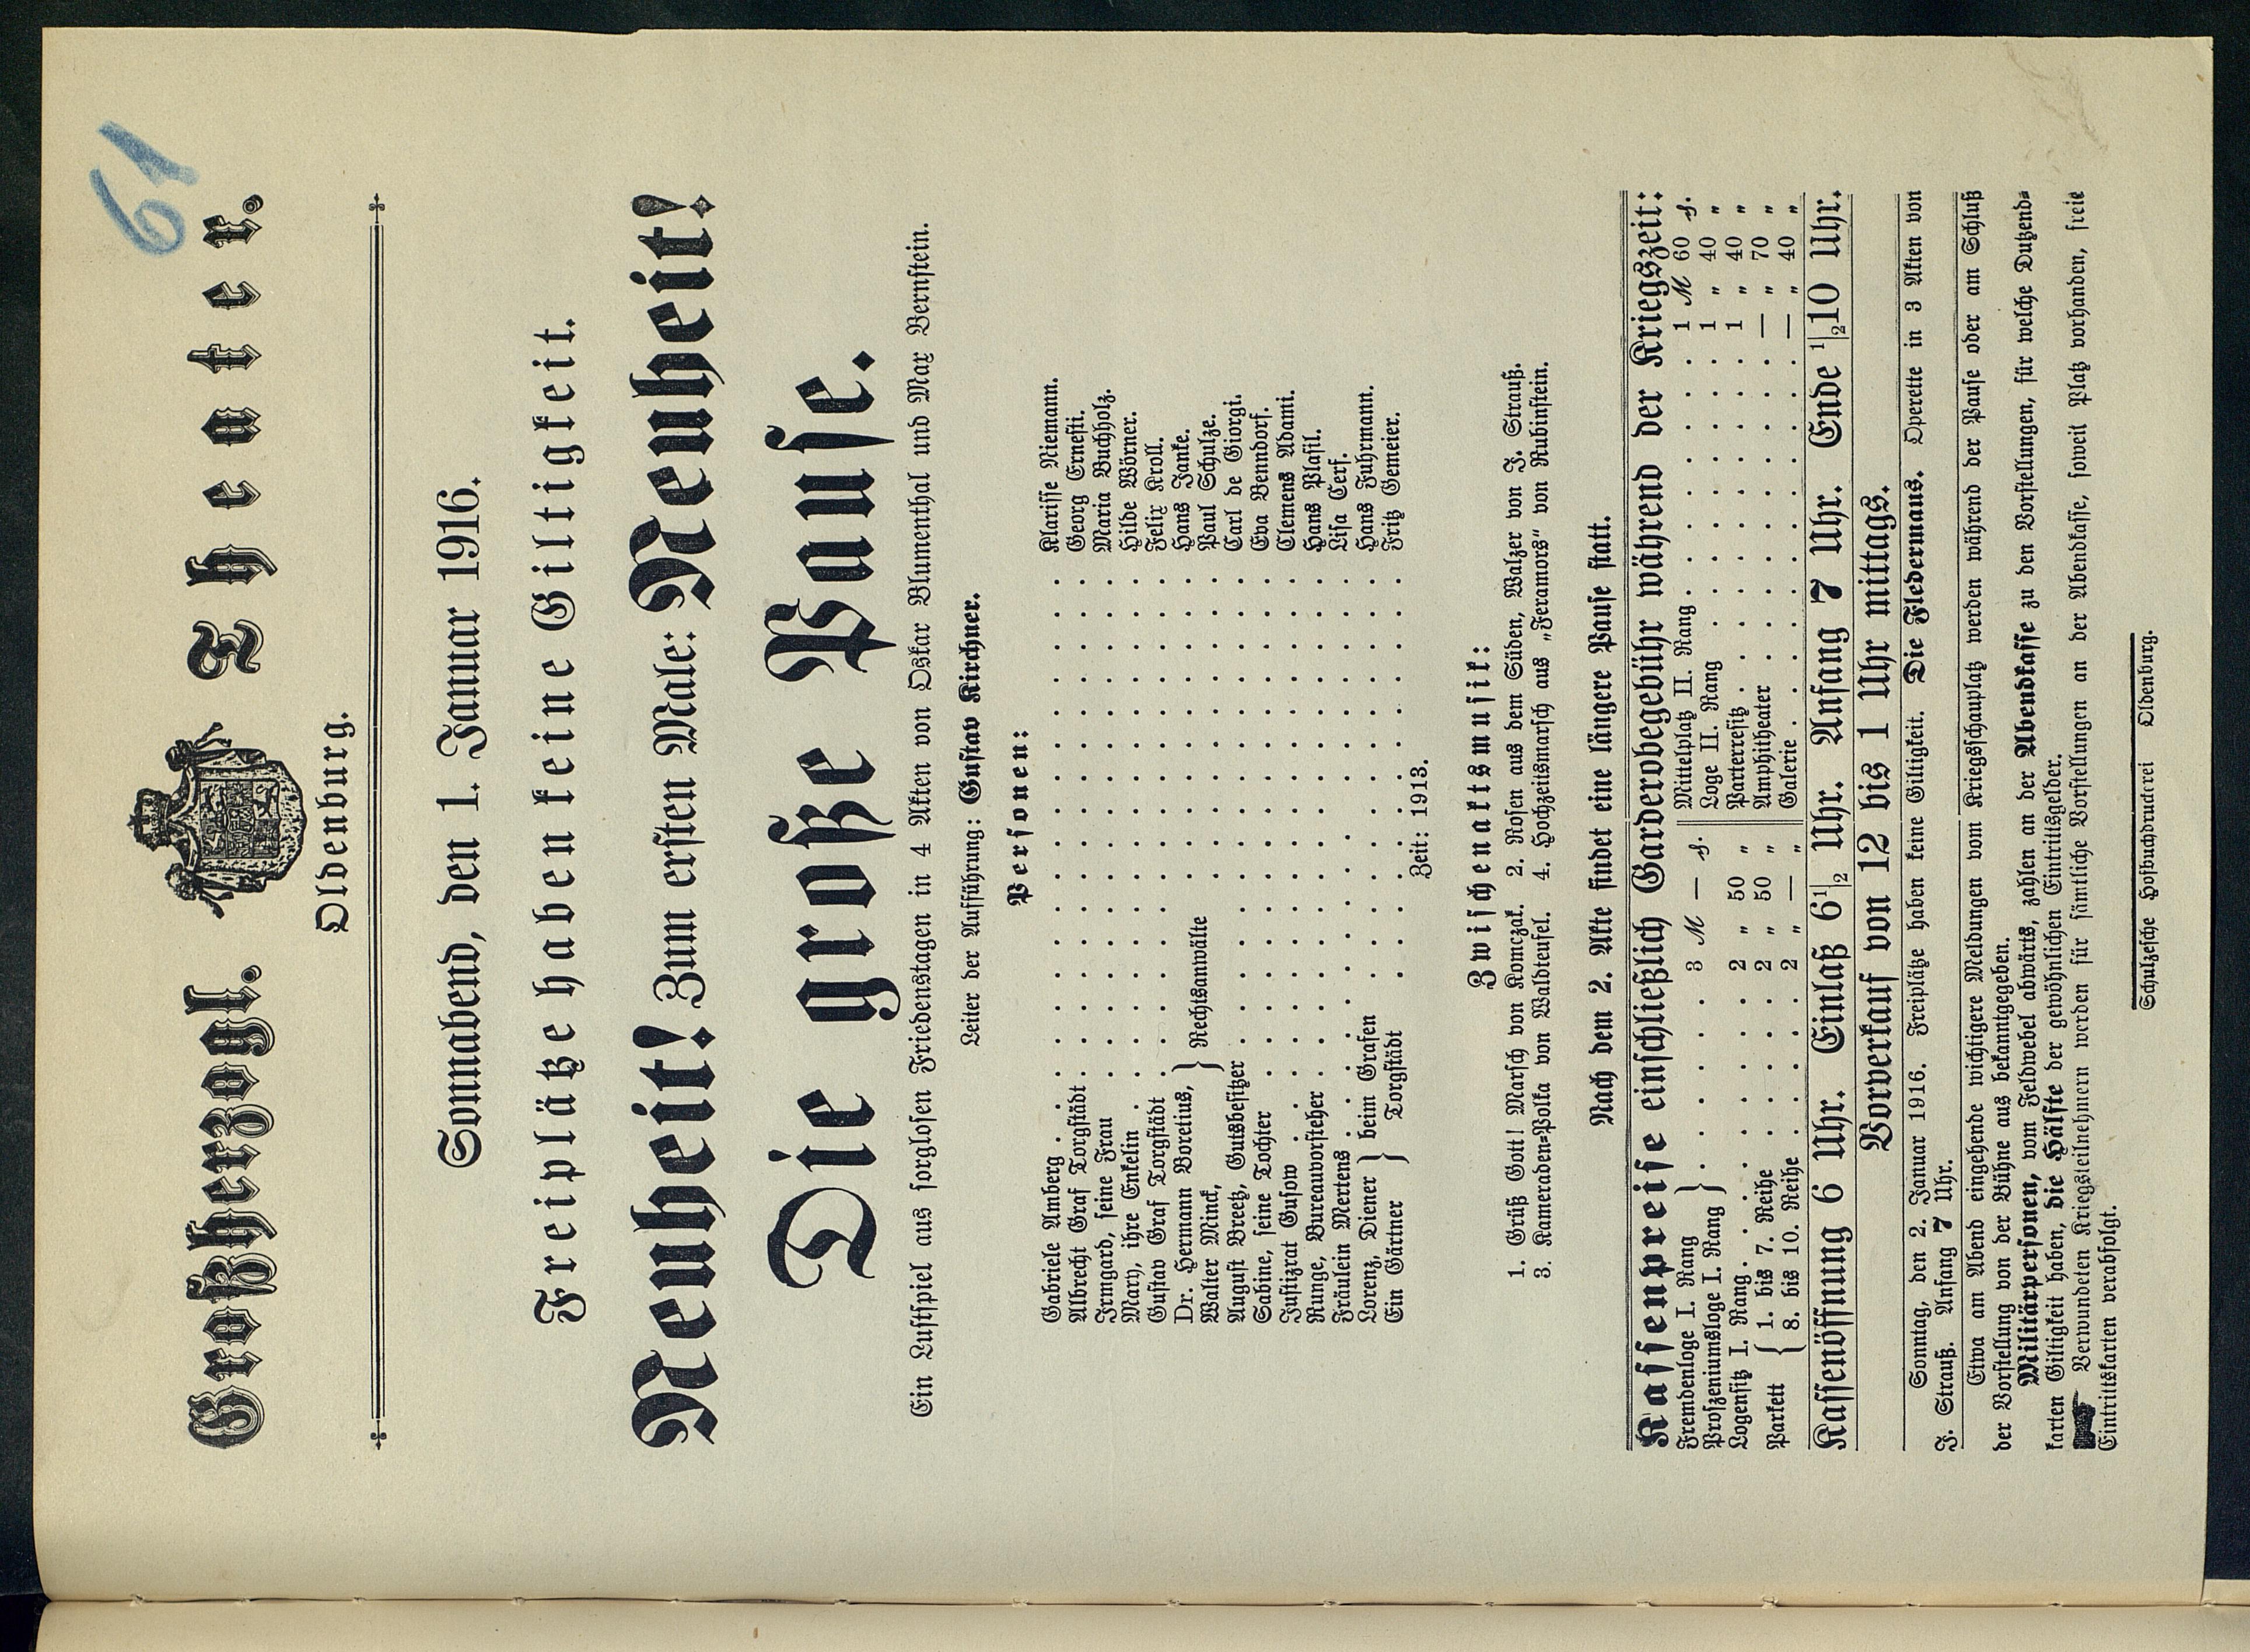 61
Großherzogl. Theater.
Oldenburg.
Sonnabend, den 1. Januar 1916.
Freiplätze haben keine Giltigkeit.
Neuheit! Zum ersten Male: Neuheit!
Die große Pause.
Ein Lustspiel aus sorglosen Friedenstagen in 4 Akten von Oskar Blumenthal und Max Bernstein.
Leiter der Aufführung: Gustav Kirchner.
Personen:
Gabriele Amberg . . . . . . Klarisse Niemann.
Albrecht Graf Torgstädt . . . . . . Georg Ernesti.
Irmgard, seine Frau . . . . . . Maria Buchholz.
Mary, ihre Enkelin . . . . . . Hilde Wörner.
Gustav Graf Torgstädt . . . . . . Felix Kroll.
Dr. Hermann Boretius, } Rechtsanwälte . . . . . . Hans Janke.
Walter Minck, . . . . . . Paul Schulze.
August Breetz, Gutsbesitzer . . . . . . Carl de Giorgi.
Sabine, seine Tochter . . . . . . Eva Benndorf.
Justizrat Gusow . . . . . . Clemens Adami.
Runge, Bureauvorsteher . . . . . . Hans Plasil.
Fräulein Mertens . . . . . . Lisa Cerf.
Lorenz, Diener } beim Grafen . . . . . . Hans Fuhrmann.
Ein Gärtner } Torgstädt . . . . . . Fritz Gemeier.
Zeit: 1913.
Zwischenaktsmusik:
1. Grüß Gott! Marsch von Komczak. 2. Rosen aus dem Süden, Walzer von J. Strauß.
3. Kameraden-Polka von Waldteufel. 4. Hochzeitsmarsch aus „Feramors“ von Rubinstein.
Nach dem 2. Akte findet eine längere Pause statt.
Kassenpreise einschließlich Garderobegebühr während der Kriegszeit:
Fremdenloge I. Rang } . . . . . 3 ℳ — ₰.
Proszeniumsloge I. Rang
Logensitz I. Rang . . . . . 2 „ 50 „
Parkett { 1. bis 7. Reihe . . . . . 2 „ 50 „
8. bis 10. Reihe . . . . . 2 „ — „
Mittelplatz II. Rang . . . . . 1 ℳ 60 ₰.
Loge II. Rang . . . . . 1 „ 40 „
Parterresitz . . . . . 1 „ 40 „
Amphitheater . . . . . — „ 70 „
Galerie . . . . . — „ 40 „
Kassenöffnung 6 Uhr. Einlaß 6½ Uhr. Anfang 7 Uhr. Ende ½10 Uhr.
Vorverkauf von 12 bis 1 Uhr mittags.
Sonntag, den 2. Januar 1916. Freiplätze haben keine Giltigkeit. Die Fledermaus. Operette in 3 Akten von
J. Strauß. Anfang 7 Uhr.
Etwa am Abend eingehende wichtigere Meldungen vom Kriegsschauplatz werden während der Pause oder am Schluß
der Vorstellung von der Bühne aus bekanntgegeben.
Militärpersonen, vom Feldwebel abwärts, zahlen an der Abendkasse zu den Vorstellungen, für welche Dutzend-
karten Giltigkeit haben, die Hälfte der gewöhnlichen Eintrittsgelder.
Verwundeten Kriegsteilnehmern werden für sämtliche Vorstellungen an der Abendkasse, soweit Platz vorhanden, freie
Eintrittskarten verabfolgt.
Schulzesche Hofbuchdruckerei Oldenburg.